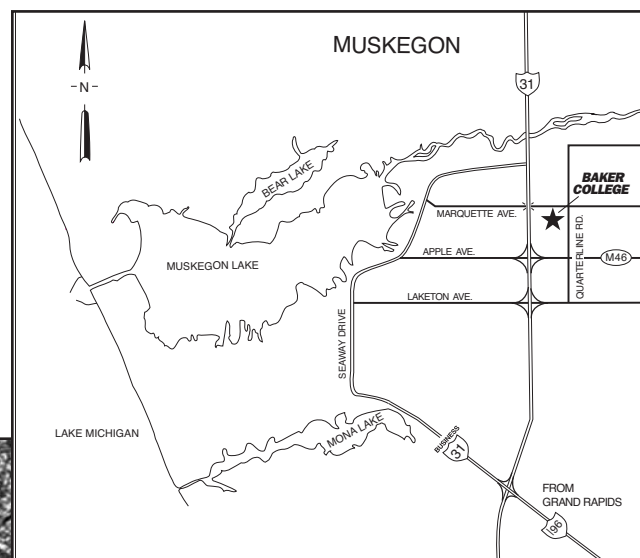 MUSKEGON
N
31
BEAR LAKE
BAKER
COLLEGE
MARQUETTE AVE.
QUARTERLINE RD.
MUSKEGON LAKE
APPLE AVE.
M46
LAKETON AVE.
SEAWAY DRIVE
LAKE MICHIGAN
MONA LAKE
BUSINESS
31
FROM
GRAND RAPIDS
96